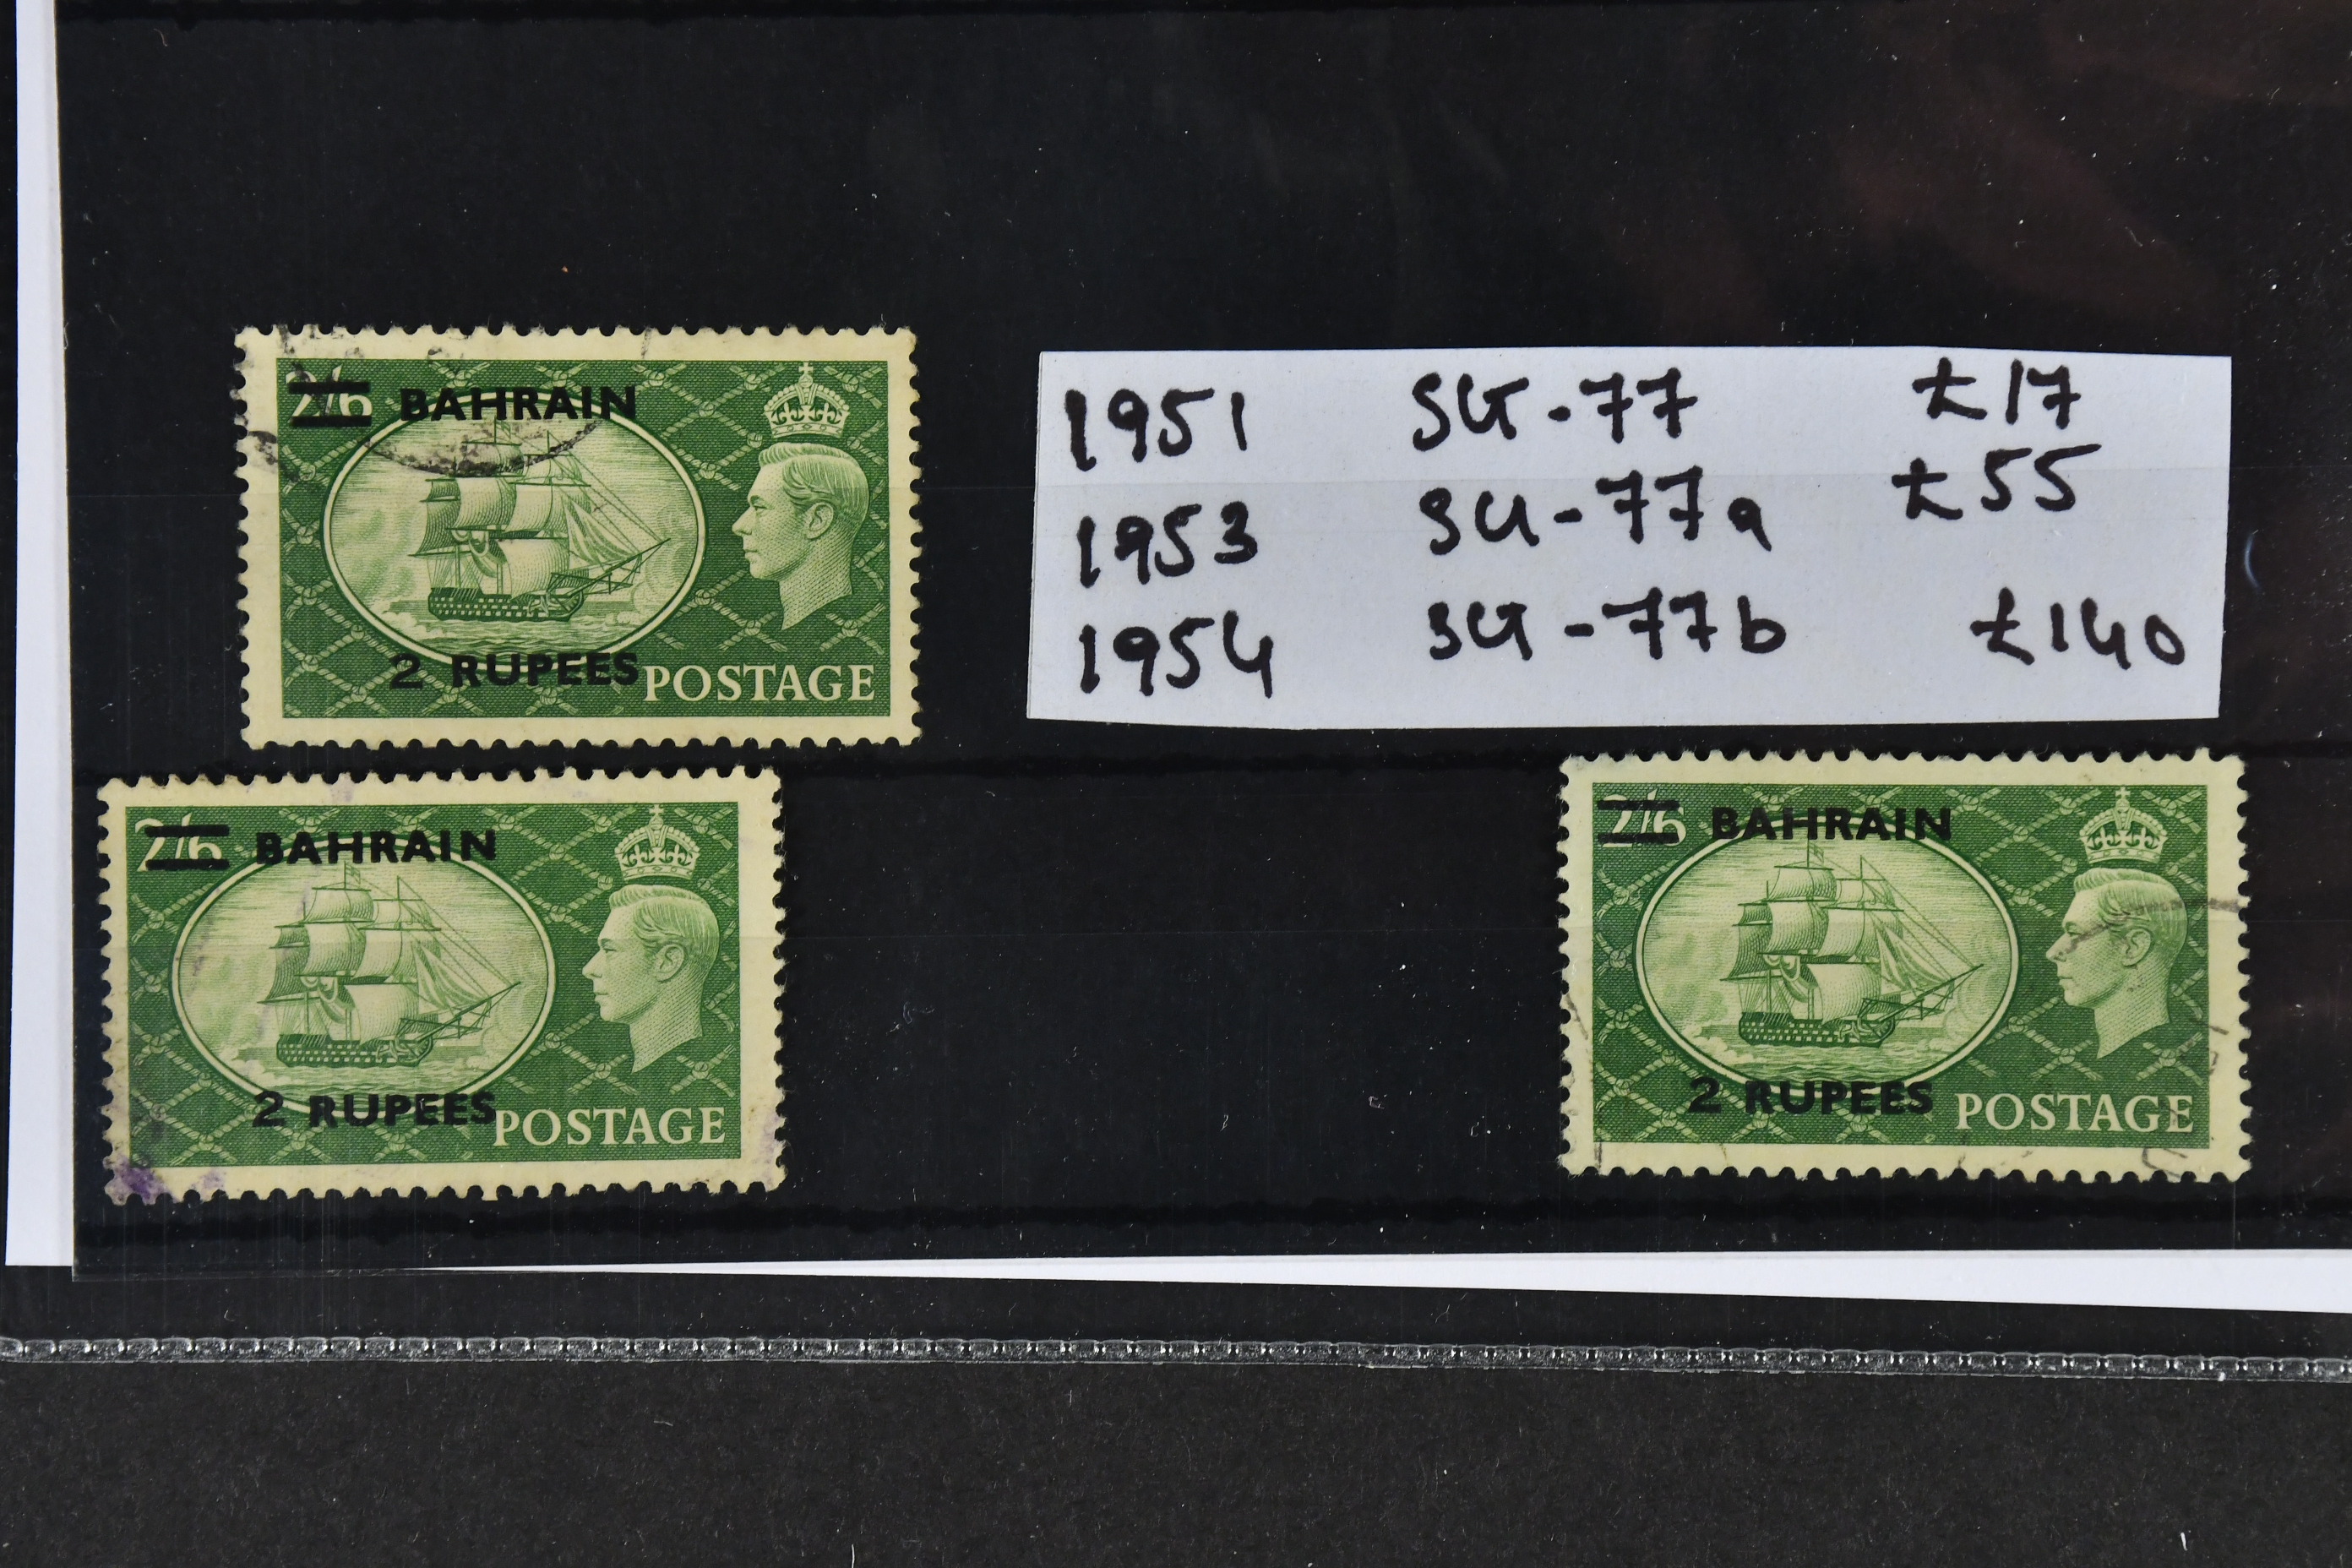 2/6 BAHRAIN
2 RUPEES POSTAGE
1951 SG-77 £17
1953 SG-77a £55
1954 SG-77b £140
2/6 BAHRAIN
2 RUPEES POSTAGE
2/6 BAHRAIN
2 RUPEES POSTAGE